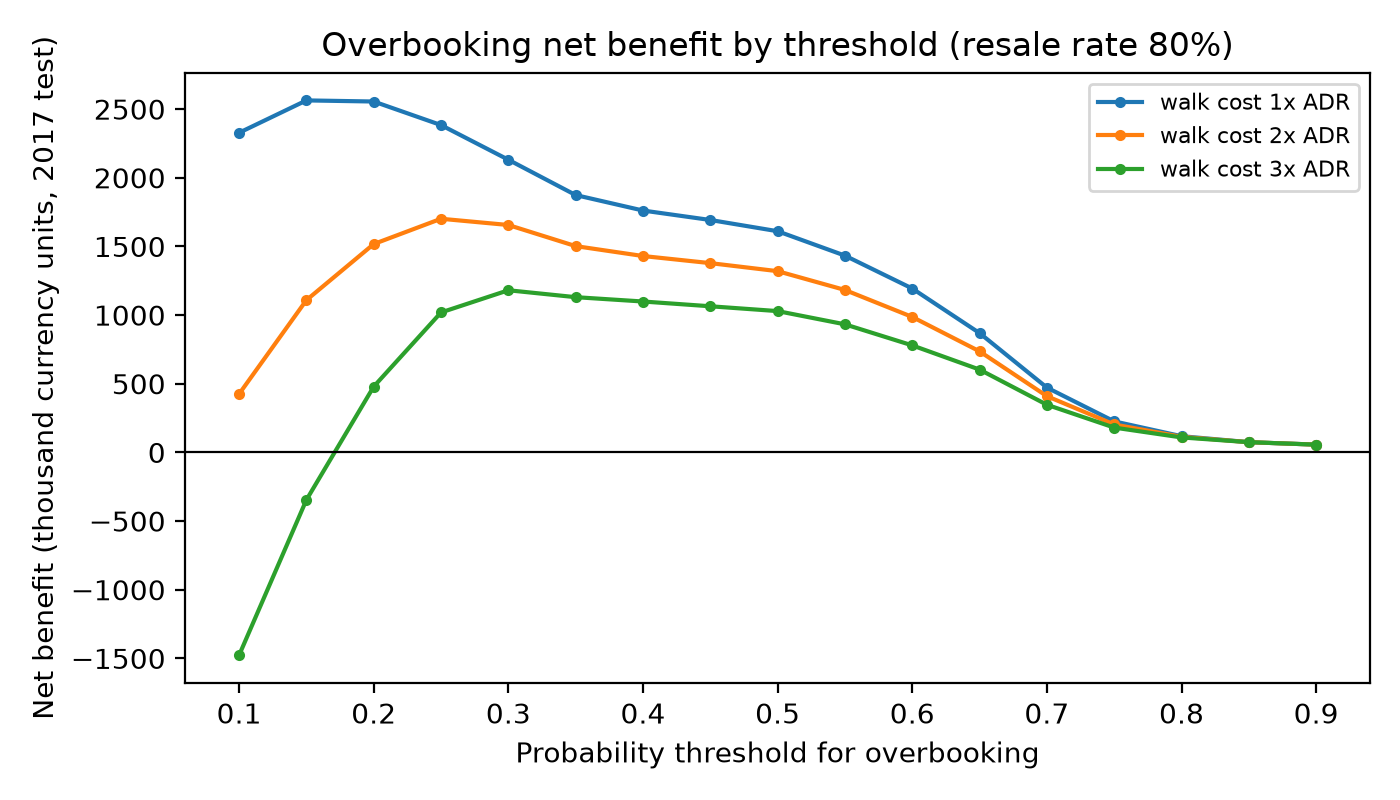 Overbooking net benefit by threshold (resale rate 80%)
Net benefit (thousand currency units, 2017 test)
2500
2000
1500
1000
500
0
−500
−1000
−1500
walk cost 1x ADR
walk cost 2x ADR
walk cost 3x ADR
0.1 0.2 0.3 0.4 0.5 0.6 0.7 0.8 0.9
Probability threshold for overbooking